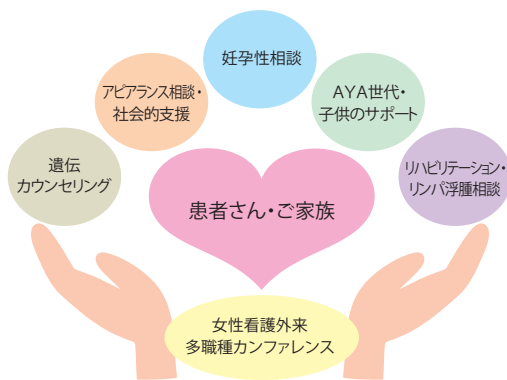 妊孕性相談
アピアランス相談・
社会的支援
AYA世代・
子供のサポート
遺伝
カウンセリング
リハビリテーション・
リンパ浮腫相談
患者さん・ご家族
女性看護外来
多職種カンファレンス